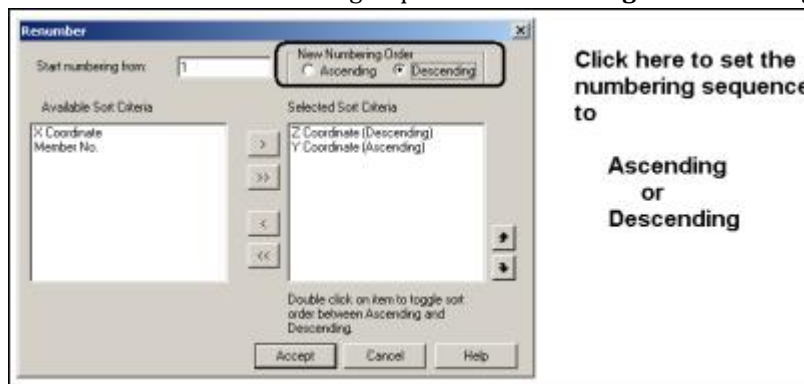 Renumber
Start numbering from: 1
New Numbering Order
Ascending Descending
Available Sort Criteria
X Coordinate
Member No.
>
>>
<
<<
Selected Sort Criteria
Z Coordinate (Descending)
Y Coordinate (Ascending)
Double click on item to toggle sort
order between Ascending and
Descending.
Accept Cancel Help
Click here to set the
numbering sequence
to
Ascending
or
Descending